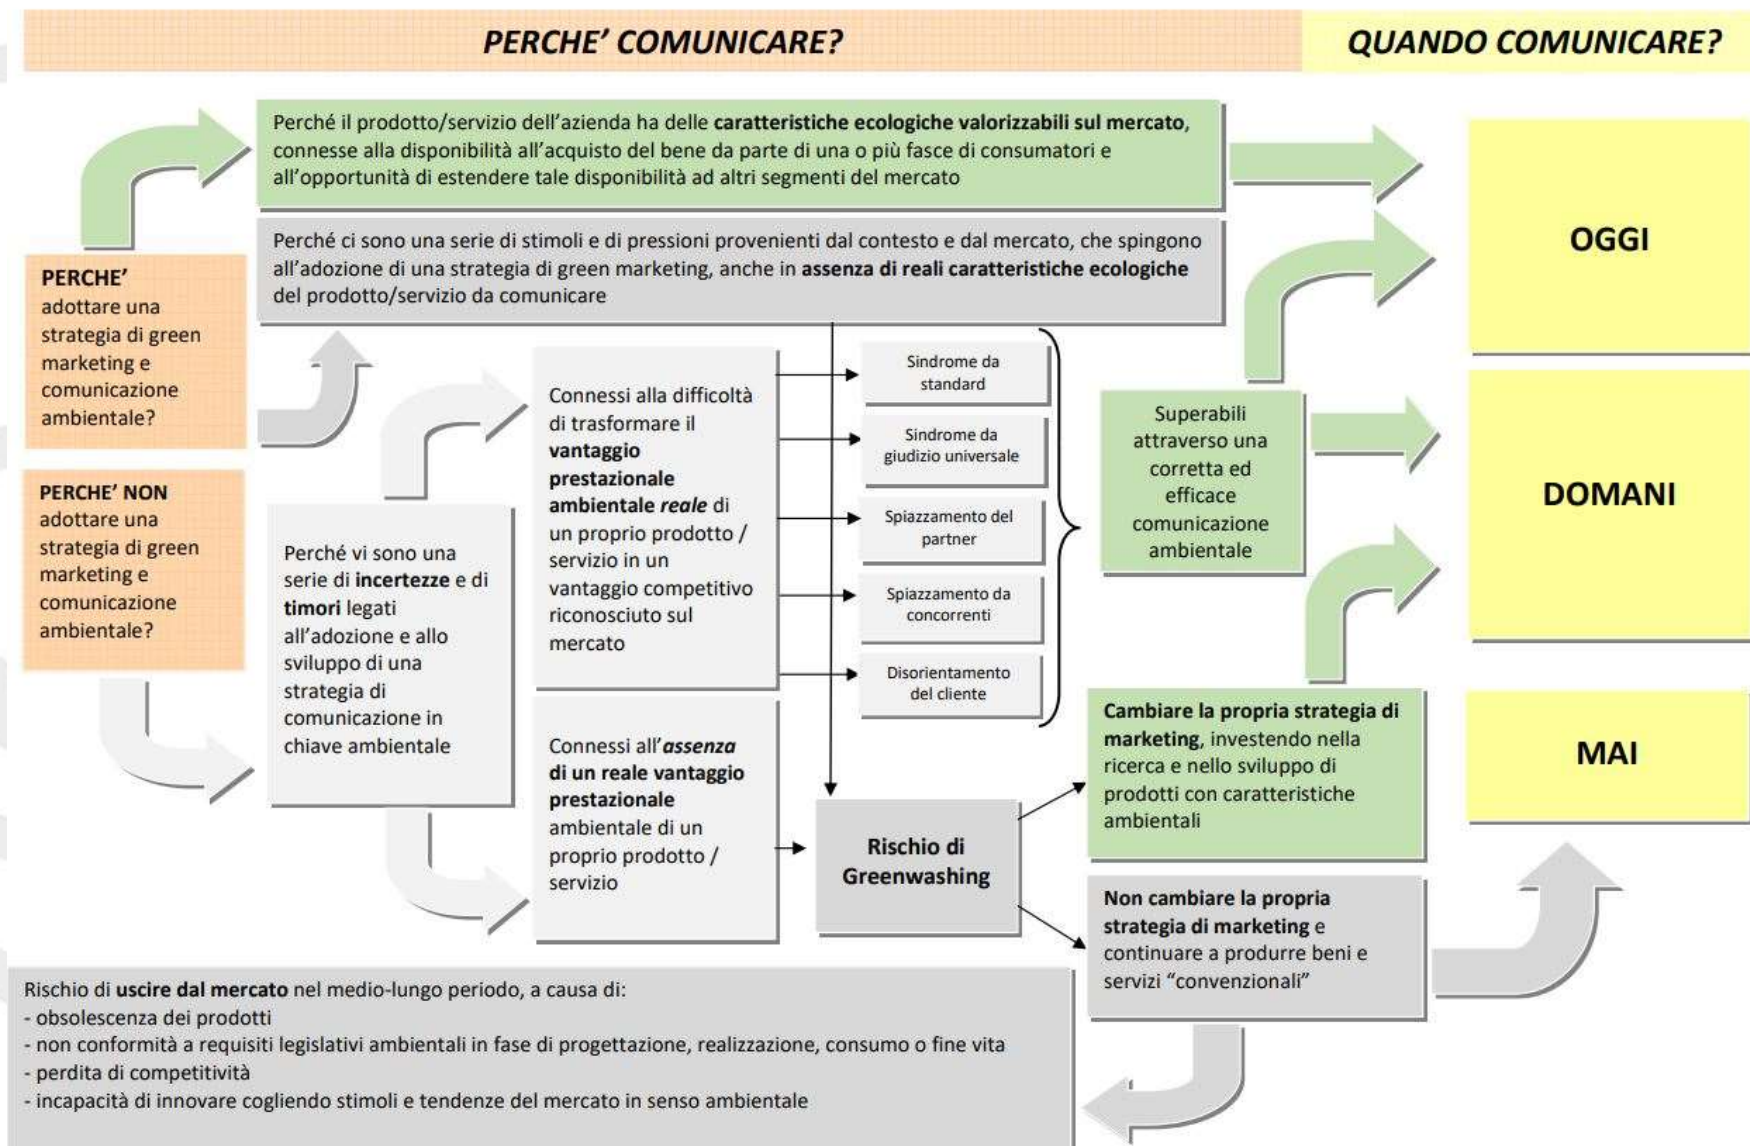 PERCHE' COMUNICARE?
QUANDO COMUNICARE?
Perché il prodotto/servizio dell'azienda ha delle caratteristiche ecologiche valorizzabili sul mercato,
connesse alla disponibilità all'acquisto del bene da parte di una o più fasce di consumatori e
all'opportunità di estendere tale disponibilità ad altri segmenti del mercato
Perché ci sono una serie di stimoli e di pressioni provenienti dal contesto e dal mercato, che spingono
all'adozione di una strategia di green marketing, anche in assenza di reali caratteristiche ecologiche
del prodotto/servizio da comunicare
PERCHE'
adottare una
strategia di green
marketing e
comunicazione
ambientale?
PERCHE' NON
adottare una
strategia di green
marketing e
comunicazione
ambientale?
Perché vi sono una
serie di incertezze e di
timori legati
all'adozione e allo
sviluppo di una
strategia di
comunicazione in
chiave ambientale
Connessi alla difficoltà
di trasformare il
vantaggio
prestazionale
ambientale reale di
un proprio prodotto /
servizio in un
vantaggio competitivo
riconosciuto sul
mercato
Connessi all'assenza
di un reale vantaggio
prestazionale
ambientale di un
proprio prodotto /
servizio
Sindrome da
standard
Sindrome da
giudizio universale
Spiazzamento del
partner
Spiazzamento da
concorrenti
Disorientamento
del cliente
Rischio di
Greenwashing
Superabili
attraverso una
corretta ed
efficace
comunicazione
ambientale
Cambiare la propria strategia di
marketing, investendo nella
ricerca e nello sviluppo di
prodotti con caratteristiche
ambientali
Non cambiare la propria
strategia di marketing e
continuare a produrre beni e
servizi “convenzionali”
OGGI
DOMANI
MAI
Rischio di uscire dal mercato nel medio-lungo periodo, a causa di:
- obsolescenza dei prodotti
- non conformità a requisiti legislativi ambientali in fase di progettazione, realizzazione, consumo o fine vita
- perdita di competitività
- incapacità di innovare cogliendo stimoli e tendenze del mercato in senso ambientale